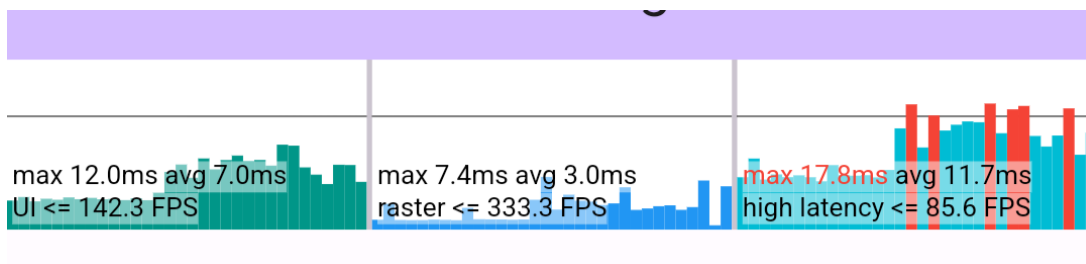 max 12.0ms avg 7.0ms
UI <= 142.3 FPS
max 7.4ms avg 3.0ms
raster <= 333.3 FPS
max 17.8ms avg 11.7ms
high latency <= 85.6 FPS